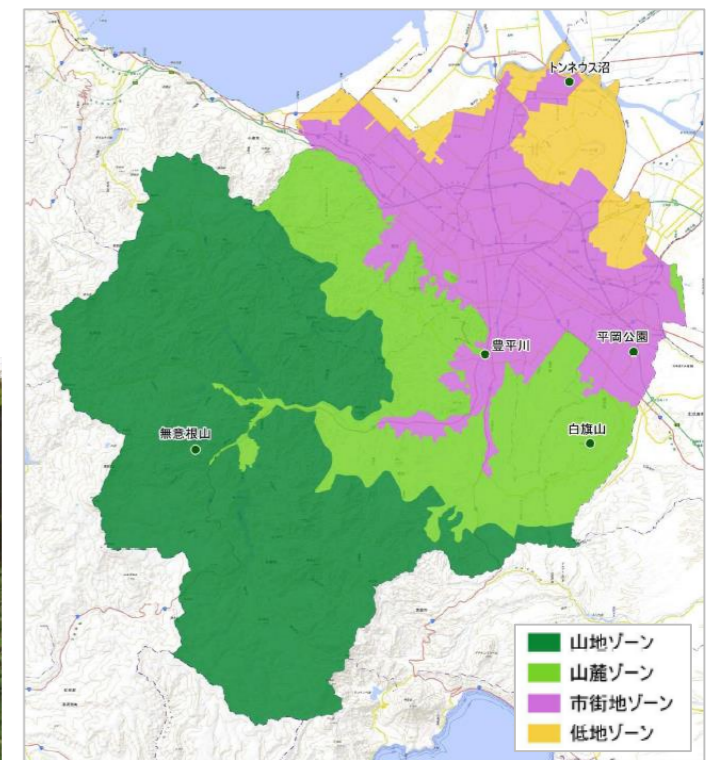 トンネウス沼
平岡公園
豊平川
白旗山
無意根山
山地ゾーン
山麓ゾーン
市街地ゾーン
低地ゾーン